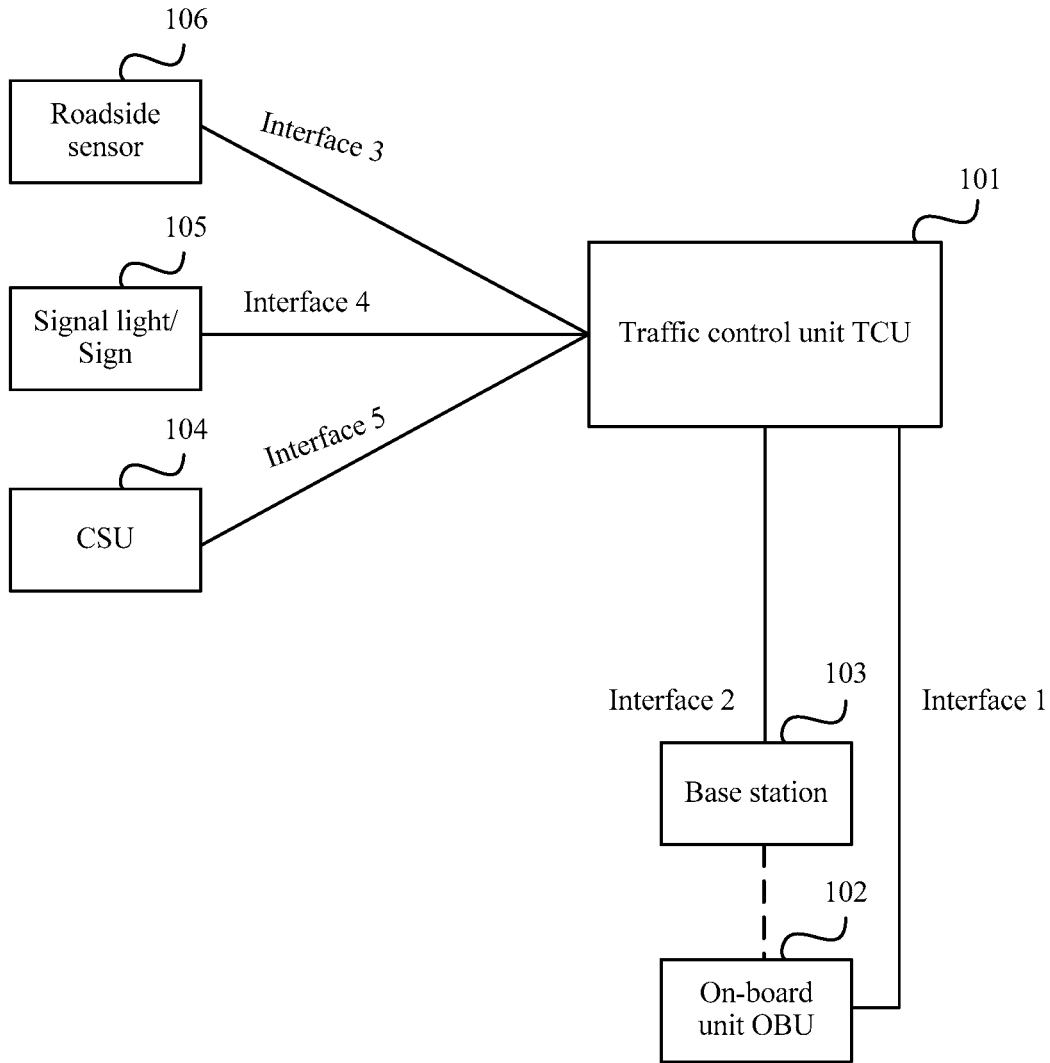 106
Roadside
sensor
Interface 3
101
105
Signal light/
Sign
Interface 4
Traffic control unit TCU
104
CSU
Interface 5
103
Interface 2
Interface 1
Base station
102
On-board
unit OBU